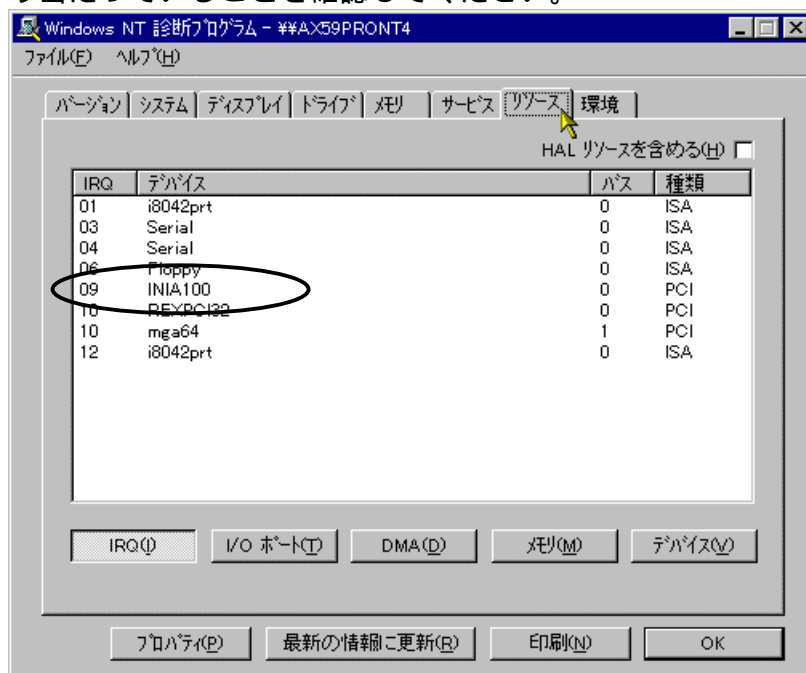 り当たっていることを確認してください。
Windows NT 診断ﾌﾟﾛｸﾞﾗﾑ - ¥¥AX59PRONT4
ﾌｧｲﾙ(F) ﾍﾙﾌﾟ(H)
ﾊﾞｰｼﾞｮﾝ ｼｽﾃﾑ ﾃﾞｨｽﾌﾟﾚｲ ﾄﾞﾗｲﾌﾞ ﾒﾓﾘ ｻｰﾋﾞｽ ﾘｿｰｽ 環境
HAL ﾘｿｰｽを含める(H)
IRQ ﾃﾞﾊﾞｲｽ ﾊﾞｽ 種類
01 i8042prt 0 ISA
03 Serial 0 ISA
04 Serial 0 ISA
06 Floppy 0 ISA
09 INIA100 0 PCI
10 REXPCI32 0 PCI
10 mga64 1 PCI
12 i8042prt 0 ISA
IRQ(I) I/O ﾎﾟｰﾄ(T) DMA(D) ﾒﾓﾘ(M) ﾃﾞﾊﾞｲｽ(V)
ﾌﾟﾛﾊﾟﾃｨ(P) 最新の情報に更新(R) 印刷(N) OK